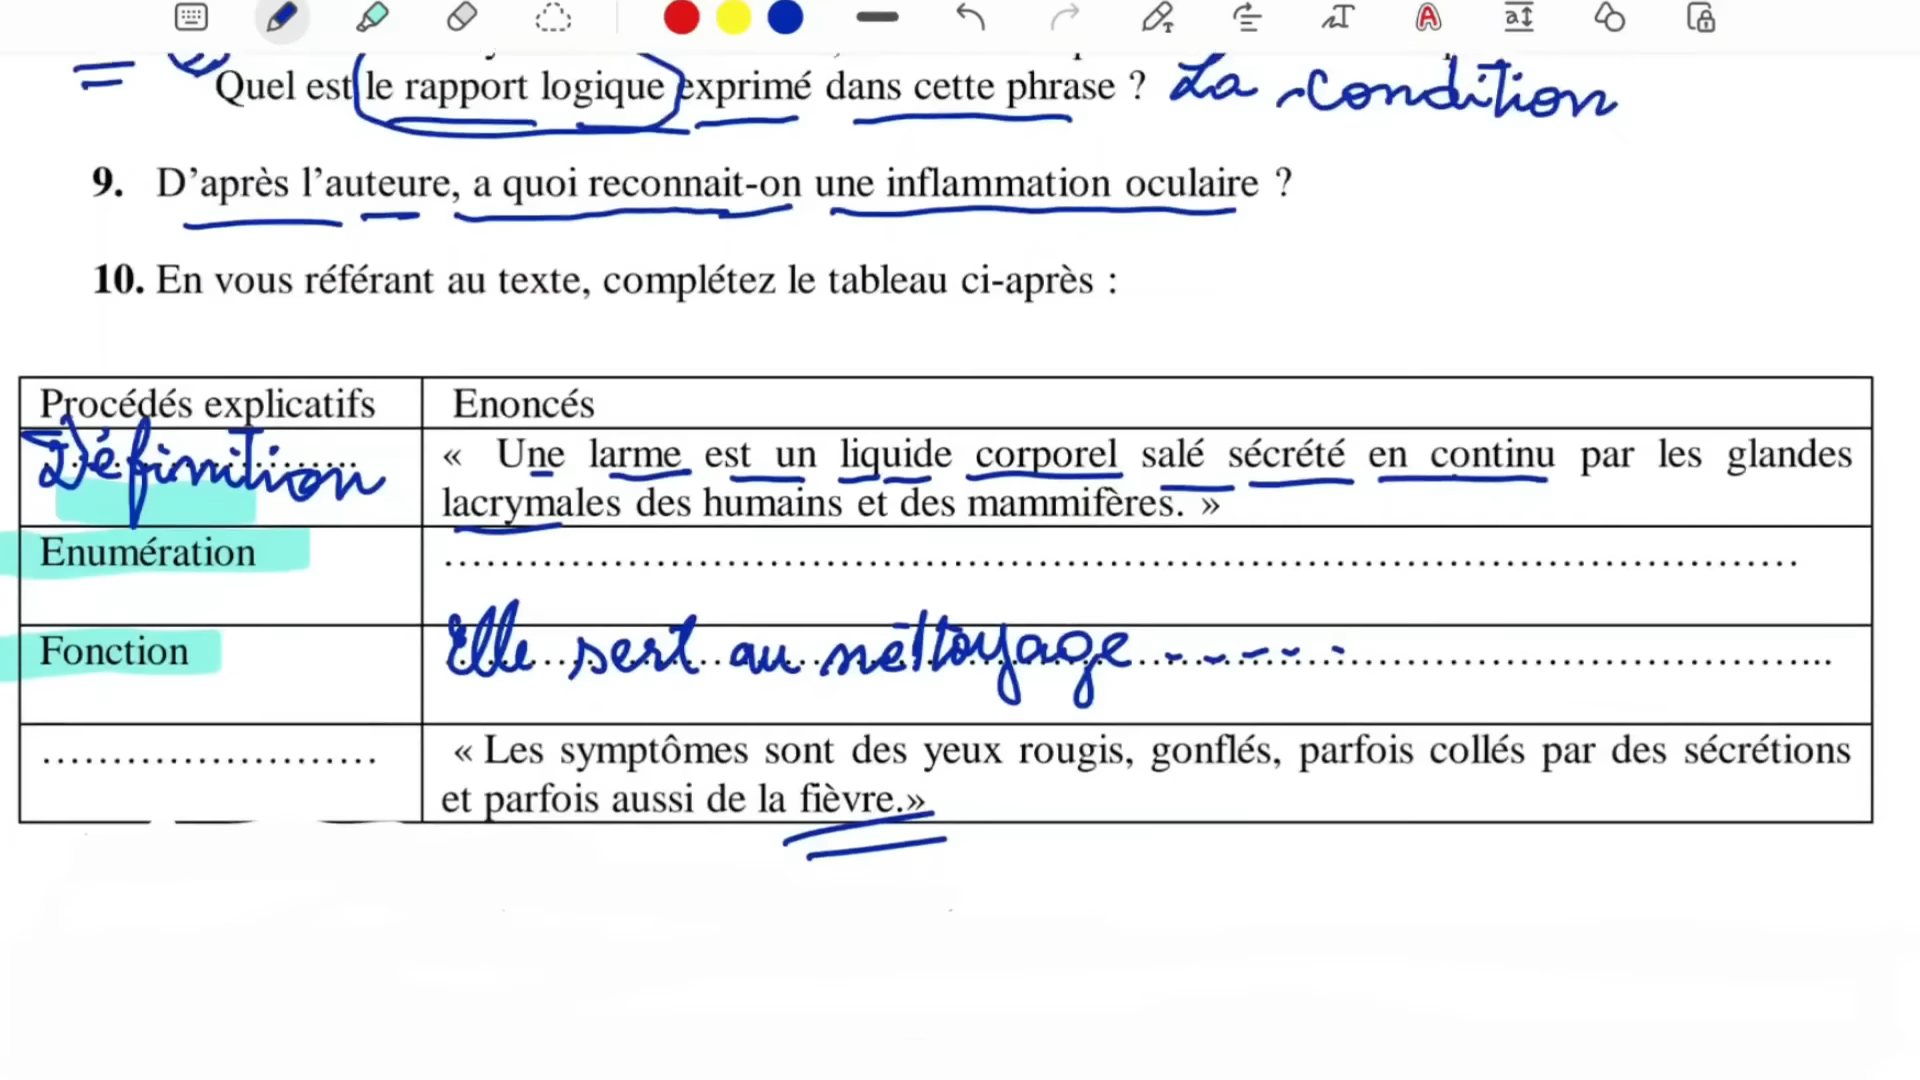 Quel est le rapport logique exprimé dans cette phrase ? La condition
9. D'après l'auteure, a quoi reconnait-on une inflammation oculaire ?
10. En vous référant au texte, complétez le tableau ci-après :
Procédés explicatifs Enoncés
Définition « Une larme est un liquide corporel salé sécrété en continu par les glandes
lacrymales des humains et des mammifères. »
Enumération ..........
Fonction Elle sert au nettoyage -----
.......... « Les symptômes sont des yeux rougis, gonflés, parfois collés par des sécrétions
et parfois aussi de la fièvre.»